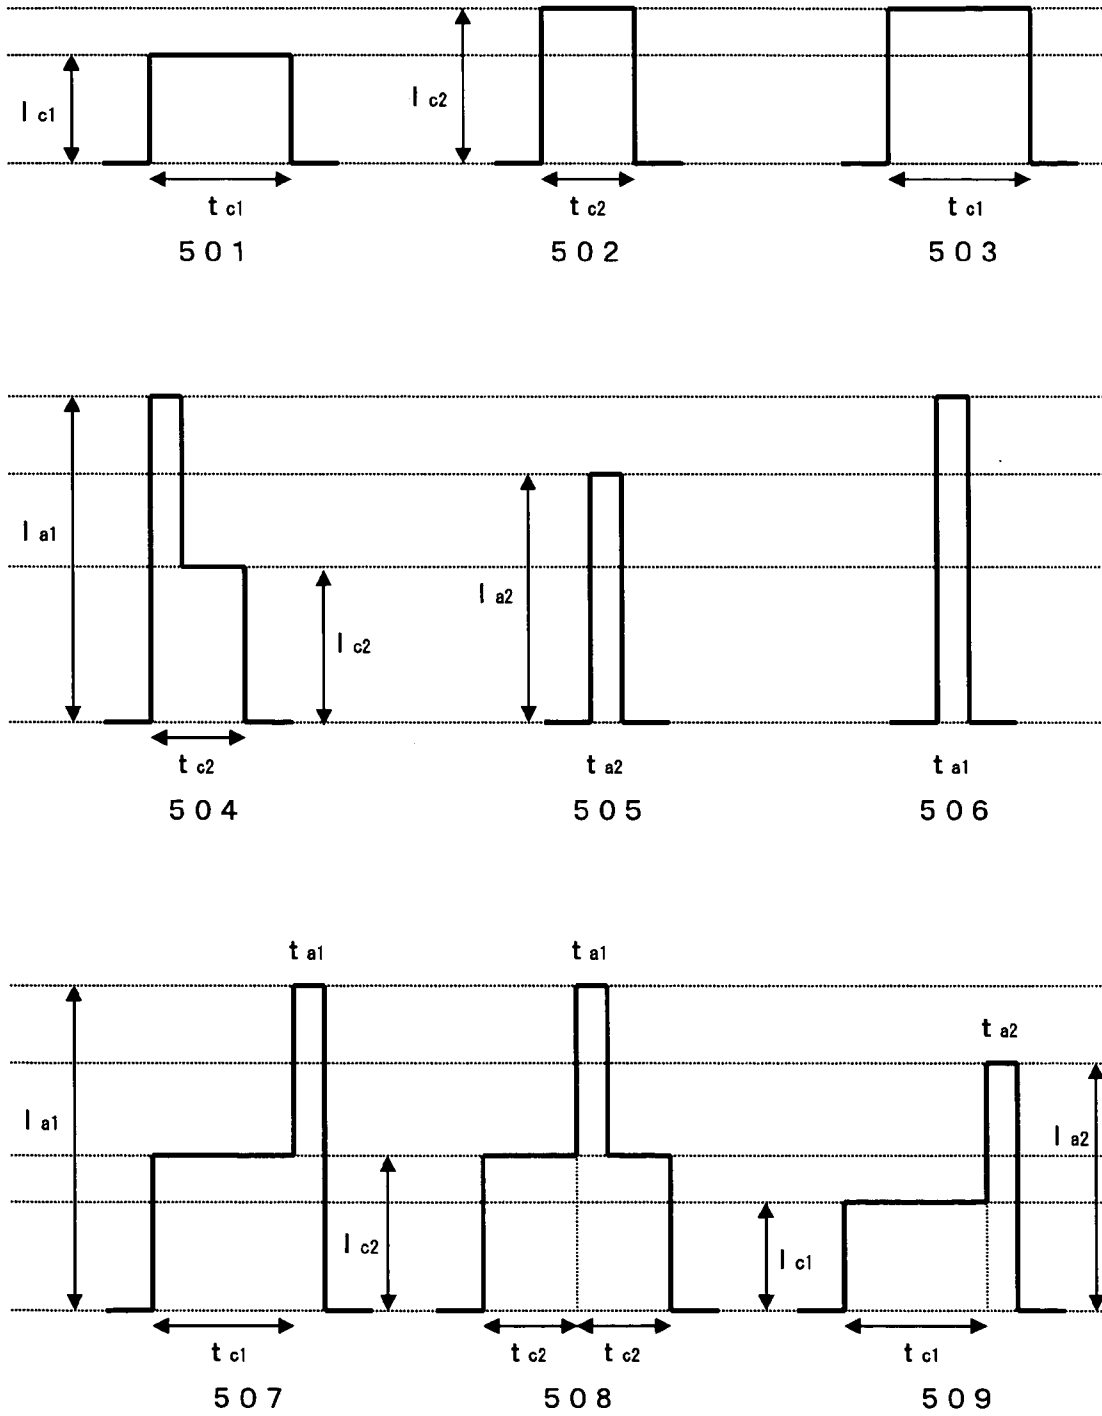 I c1
I c2
t c1
t c2
t c1
501
502
503
I a1
I a2
I c2
t c2
t a2
t a1
504
505
506
t a1
t a1
t a2
I a1
I a2
I c2
I c1
t c1
t c2
t c2
t c1
507
508
509